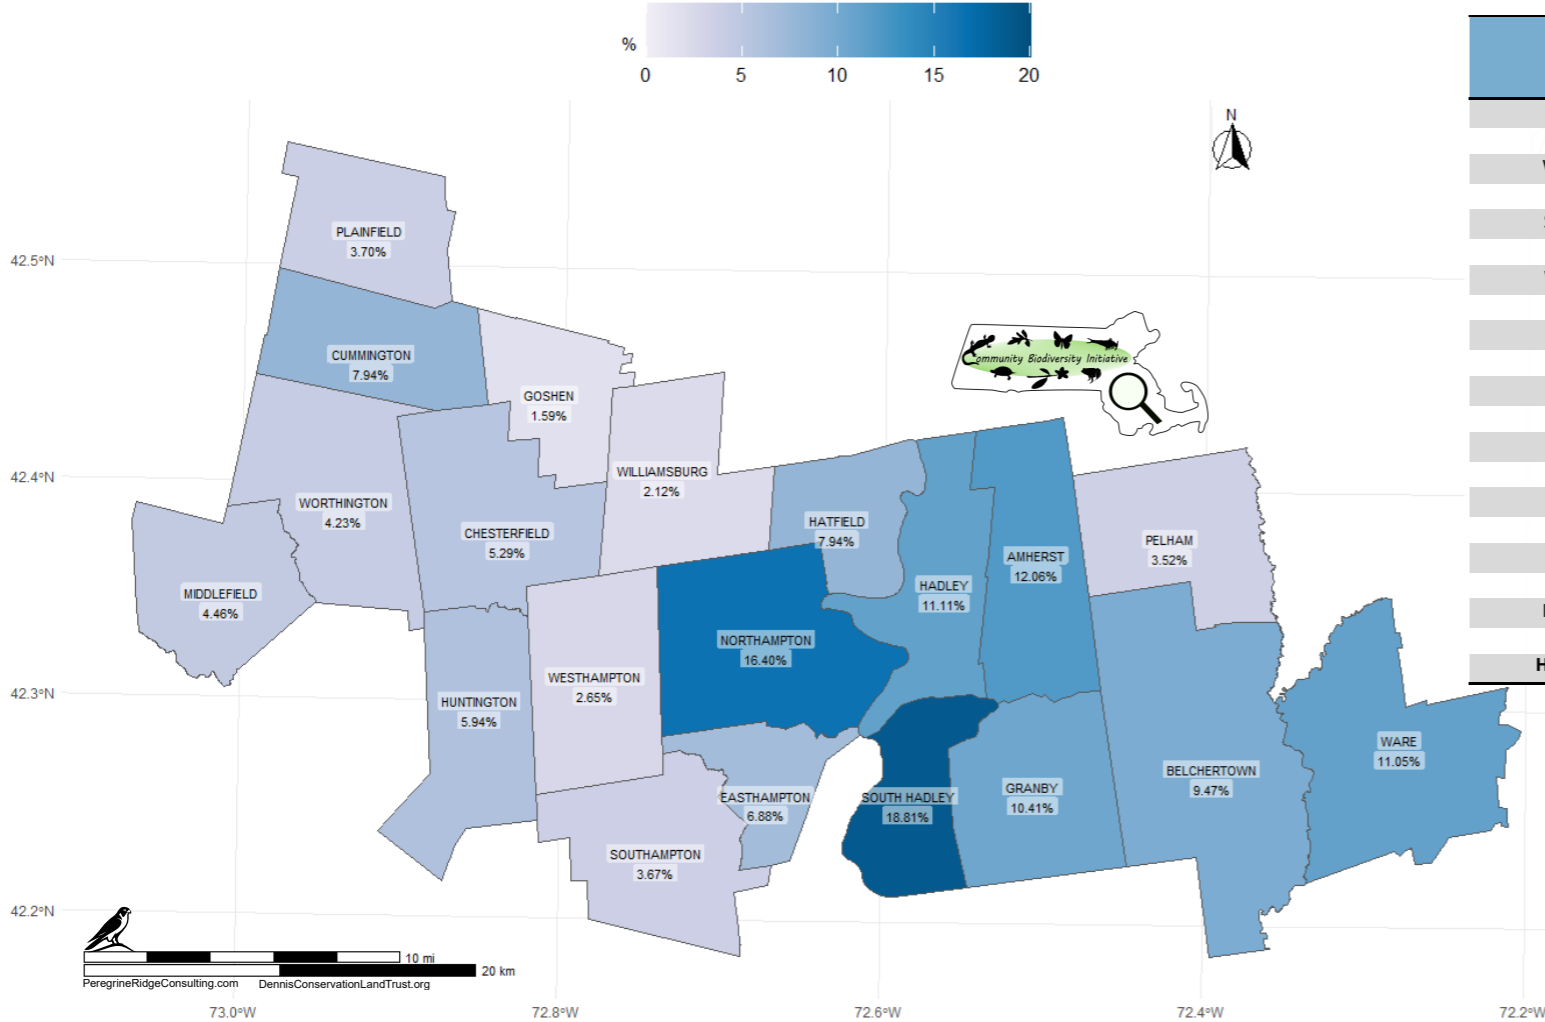 %
0 5 10 15 20
N
PLAINFIELD
3.70%
42.5°N
CUMMINGTON
7.94%
Community Biodiversity Initiative
GOSHEN
1.59%
WILLIAMSBURG
2.12%
42.4°N
WORTHINGTON
4.23%
CHESTERFIELD
5.29%
HATFIELD
7.94%
PELHAM
3.52%
AMHERST
12.06%
HADLEY
11.11%
MIDDLEFIELD
4.46%
NORTHAMPTON
16.40%
WESTHAMPTON
2.65%
42.3°N
HUNTINGTON
5.94%
WARE
11.05%
BELCHERTOWN
9.47%
GRANBY
10.41%
EASTHAMPTON
6.88%
SOUTH HADLEY
18.81%
SOUTHAMPTON
3.67%
42.2°N
10 mi
20 km
PeregrineRidgeConsulting.com DennisConservationLandTrust.org
73.0°W 72.8°W 72.6°W 72.4°W 72.2°W